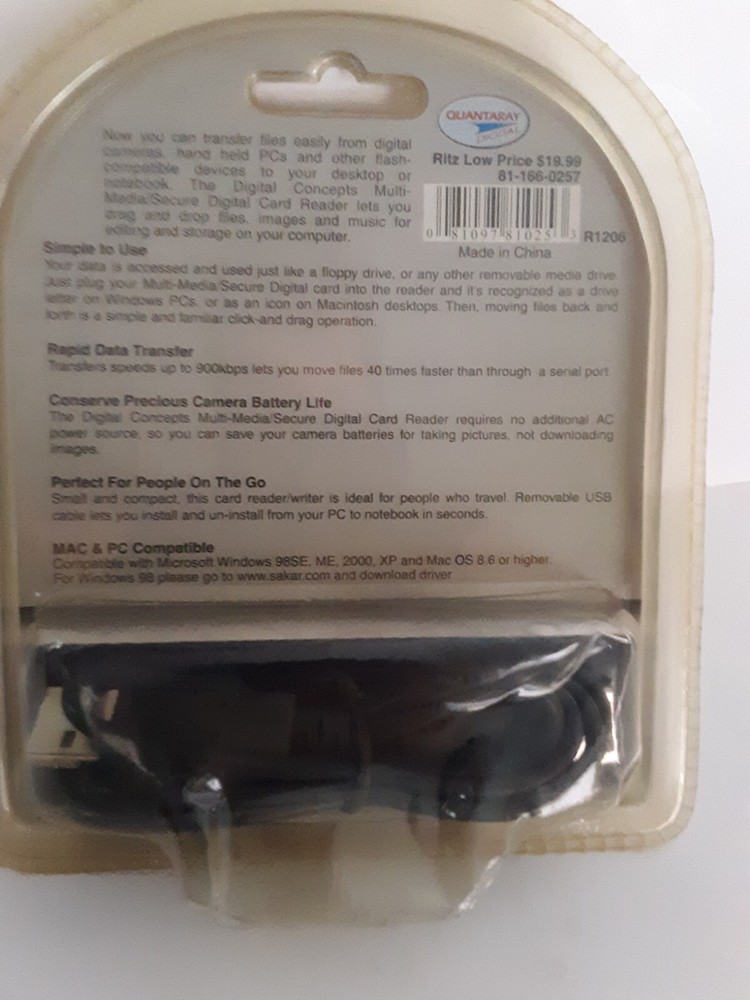 QUANTARAY
DIGITAL
Ritz Low Price $19.99
81-166-0257
0 81097 81025 3
R1206
Made in China
Now you can transfer files easily from digital
cameras, hand held PCs and other flash-
compatible devices to your desktop or
notebook. The Digital Concepts Multi-
Media/Secure Digital Card Reader lets you
drag and drop files, images and music for
editing and storage on your computer.
Simple to Use
Your data is accessed and used just like a floppy drive, or any other removable media drive.
Just plug your Multi-Media/Secure Digital card into the reader and it's recognized as a drive
letter on Windows PCs, or as an icon on Macintosh desktops. Then, moving files back and
forth is a simple and familiar click-and drag operation.
Rapid Data Transfer
Transfers speeds up to 900kbps lets you move files 40 times faster than through a serial port.
Conserve Precious Camera Battery Life
The Digital Concepts Multi-Media/Secure Digital Card Reader requires no additional AC
power source, so you can save your camera batteries for taking pictures, not downloading
images.
Perfect For People On The Go
Small and compact, this card reader/writer is ideal for people who travel. Removable USB
cable lets you install and un-install from your PC to notebook in seconds.
MAC & PC Compatible
Compatible with Microsoft Windows 98SE, ME, 2000, XP and Mac OS 8.6 or higher.
For Windows 98 please go to www.sakar.com and download driver